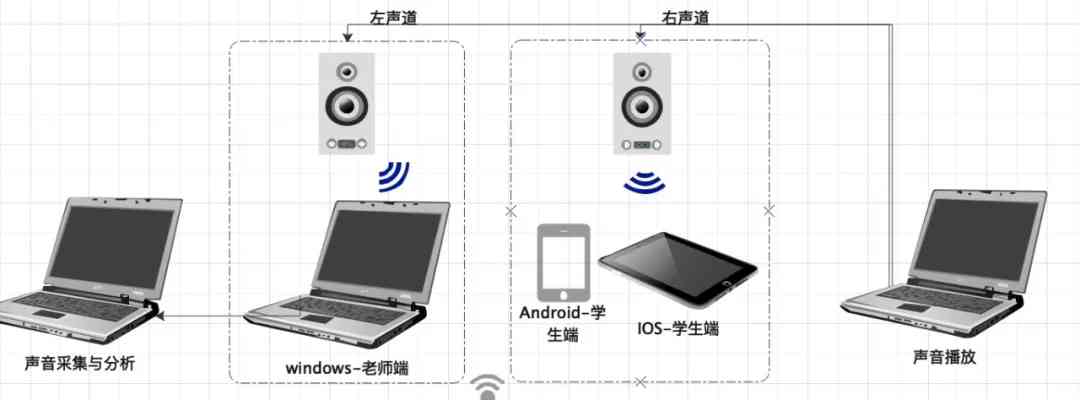 左声道
右声道
Android-学
生端
IOS-学生端
声音采集与分析
windows-老师端
声音播放